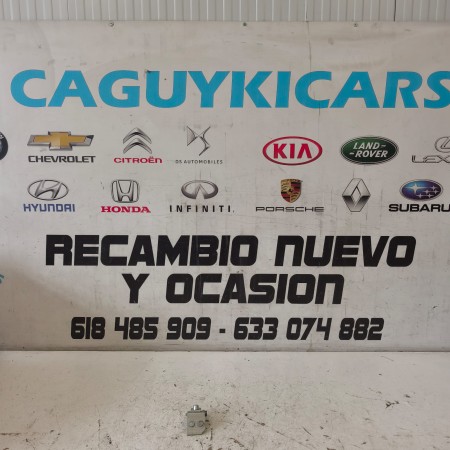 CAGUYKICARS
CHEVROLET CITROËN DS AUTOMOBILES KIA LAND-ROVER LEX
HYUNDAI HONDA INFINITI PORSCHE SUBARU
RECAMBIO NUEVO
Y OCASION
618 485 909 - 633 074 882